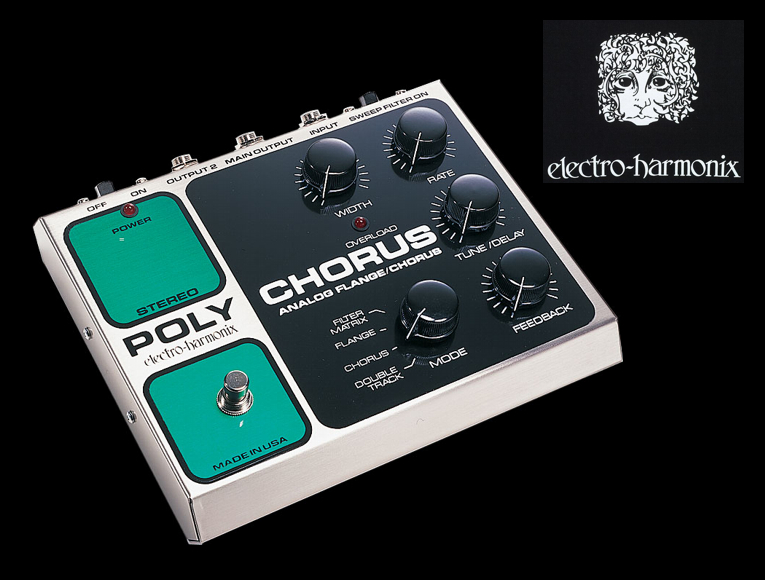 electro-harmonix
OFF
ON
OUTPUT 2
MAIN OUTPUT
INPUT
SWEEP FILTER ON
POWER
STEREO
WIDTH
RATE
OVERLOAD
TUNE/DELAY
CHORUS
ANALOG FLANGE/CHORUS
FEEDBACK
POLY
electro-harmonix
FILTER
MATRIX
FLANGE
CHORUS
DOUBLE
TRACK
MODE
MADE IN USA